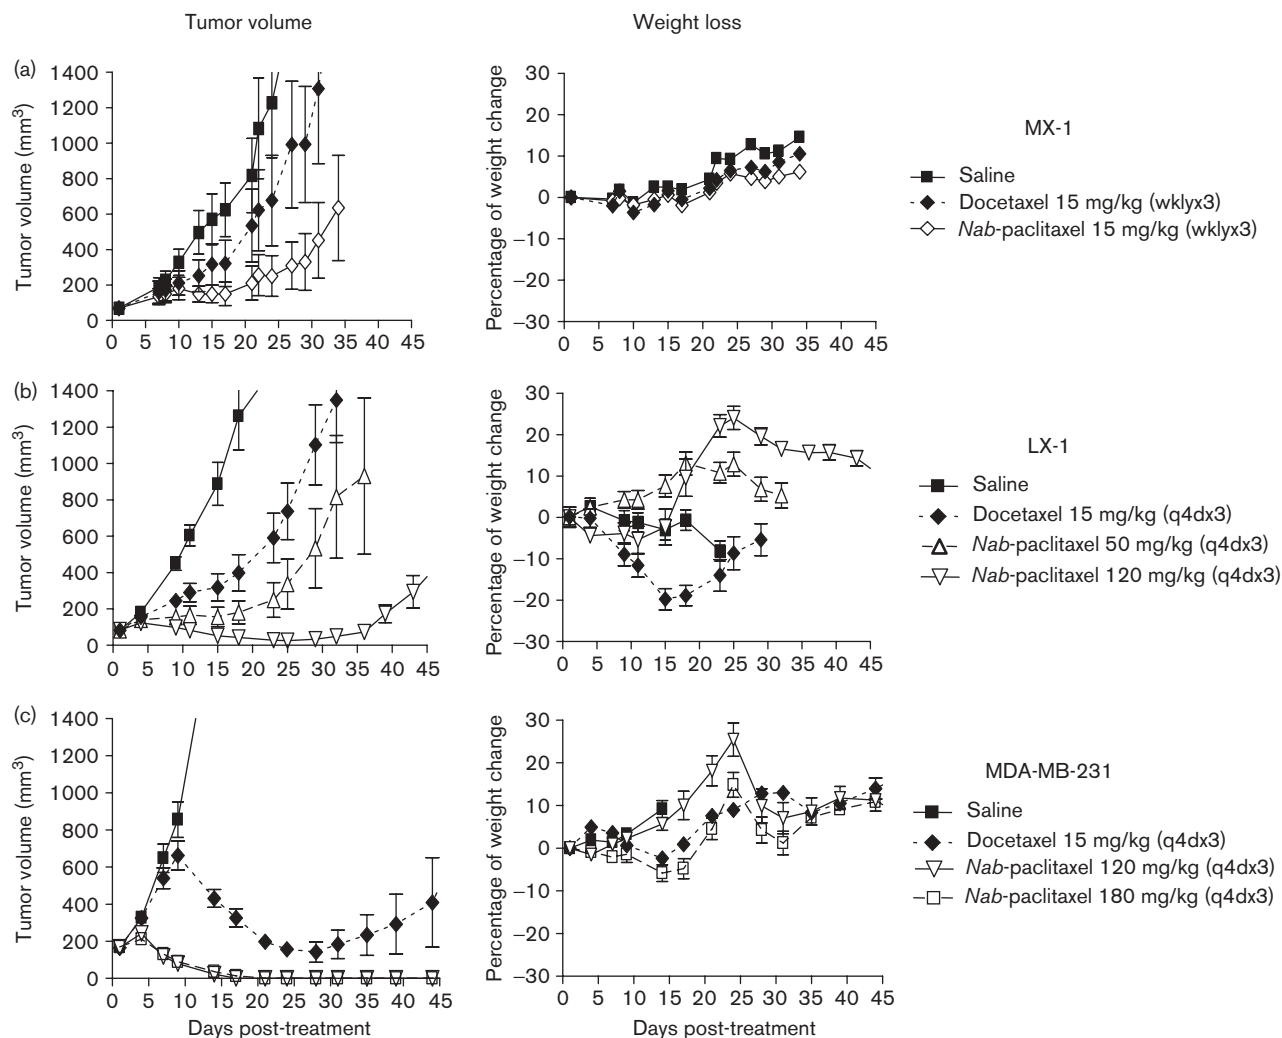 Tumor volume
Weight loss
(a)
Tumor volume (mm³)
1400
1200
1000
800
600
400
200
0
0 5 10 15 20 25 30 35 40 45
Percentage of weight change
30
20
10
0
−10
−20
−30
0 5 10 15 20 25 30 35 40 45
MX-1
Saline
Docetaxel 15 mg/kg (wklyx3)
Nab-paclitaxel 15 mg/kg (wklyx3)
(b)
Tumor volume (mm³)
1400
1200
1000
800
600
400
200
0
0 5 10 15 20 25 30 35 40 45
Percentage of weight change
30
20
10
0
−10
−20
−30
0 5 10 15 20 25 30 35 40 45
LX-1
Saline
Docetaxel 15 mg/kg (q4dx3)
Nab-paclitaxel 50 mg/kg (q4dx3)
Nab-paclitaxel 120 mg/kg (q4dx3)
(c)
Tumor volume (mm³)
1400
1200
1000
800
600
400
200
0
0 5 10 15 20 25 30 35 40 45
Days post-treatment
Percentage of weight change
30
20
10
0
−10
−20
−30
0 5 10 15 20 25 30 35 40 45
Days post-treatment
MDA-MB-231
Saline
Docetaxel 15 mg/kg (q4dx3)
Nab-paclitaxel 120 mg/kg (q4dx3)
Nab-paclitaxel 180 mg/kg (q4dx3)